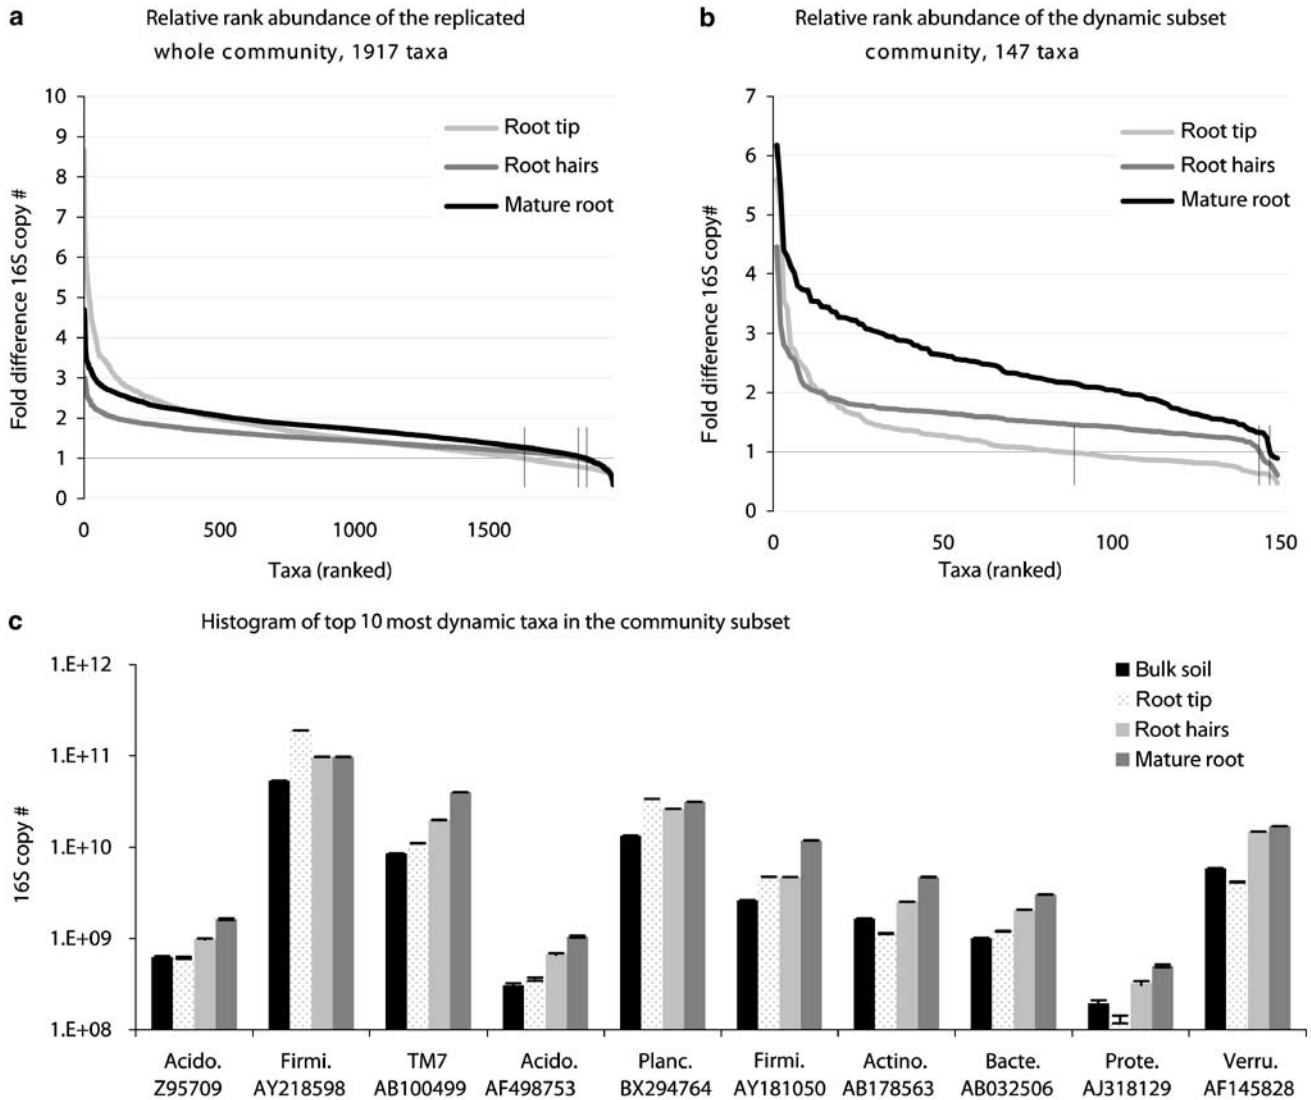 a
Relative rank abundance of the replicated
whole community, 1917 taxa
10
9
8
7
6
5
4
3
2
1
0
Fold difference 16S copy #
Root tip
Root hairs
Mature root
0 500 1000 1500
Taxa (ranked)
b
Relative rank abundance of the dynamic subset
community, 147 taxa
7
6
5
4
3
2
1
0
Fold difference 16S copy#
Root tip
Root hairs
Mature root
0 50 100 150
Taxa (ranked)
c
Histogram of top 10 most dynamic taxa in the community subset
1.E+12
1.E+11
1.E+10
1.E+09
1.E+08
16S copy #
Bulk soil
Root tip
Root hairs
Mature root
Acido. Firmi. TM7 Acido. Planc. Firmi. Actino. Bacte. Prote. Verru.
Z95709 AY218598 AB100499 AF498753 BX294764 AY181050 AB178563 AB032506 AJ318129 AF145828